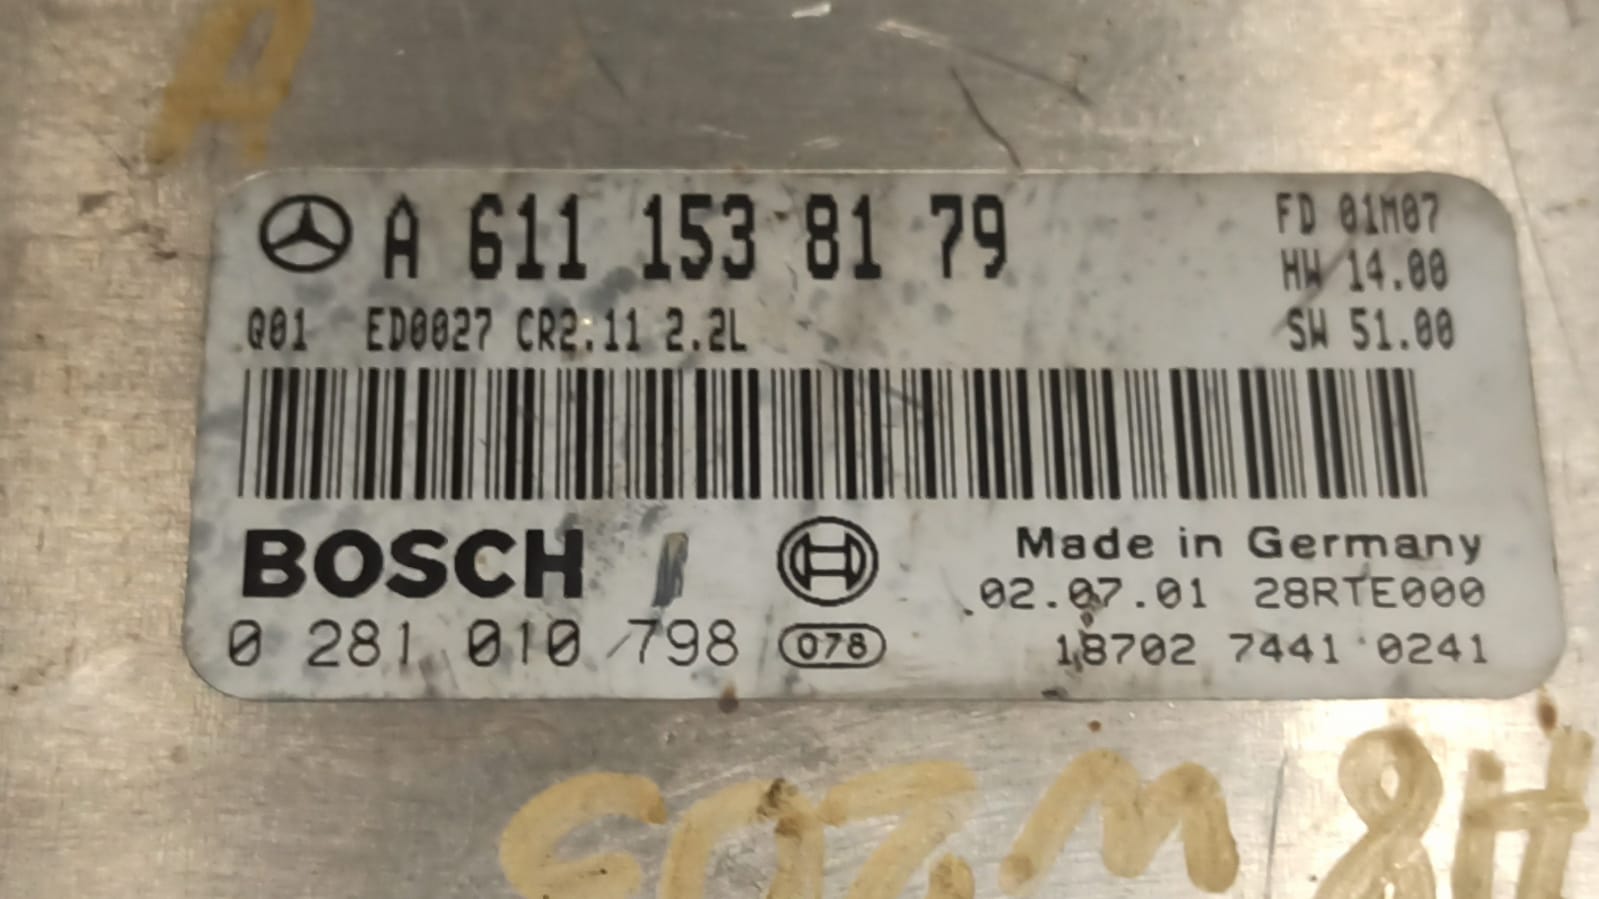 A
A 611 153 81 79
FD 01M07
HW 14.00
Q01 ED0027 CR2.11 2.2L
SW 51.00
BOSCH
Made in Germany
02.07.01 28RTE000
0 281 010 798 078
18702 7441 0241